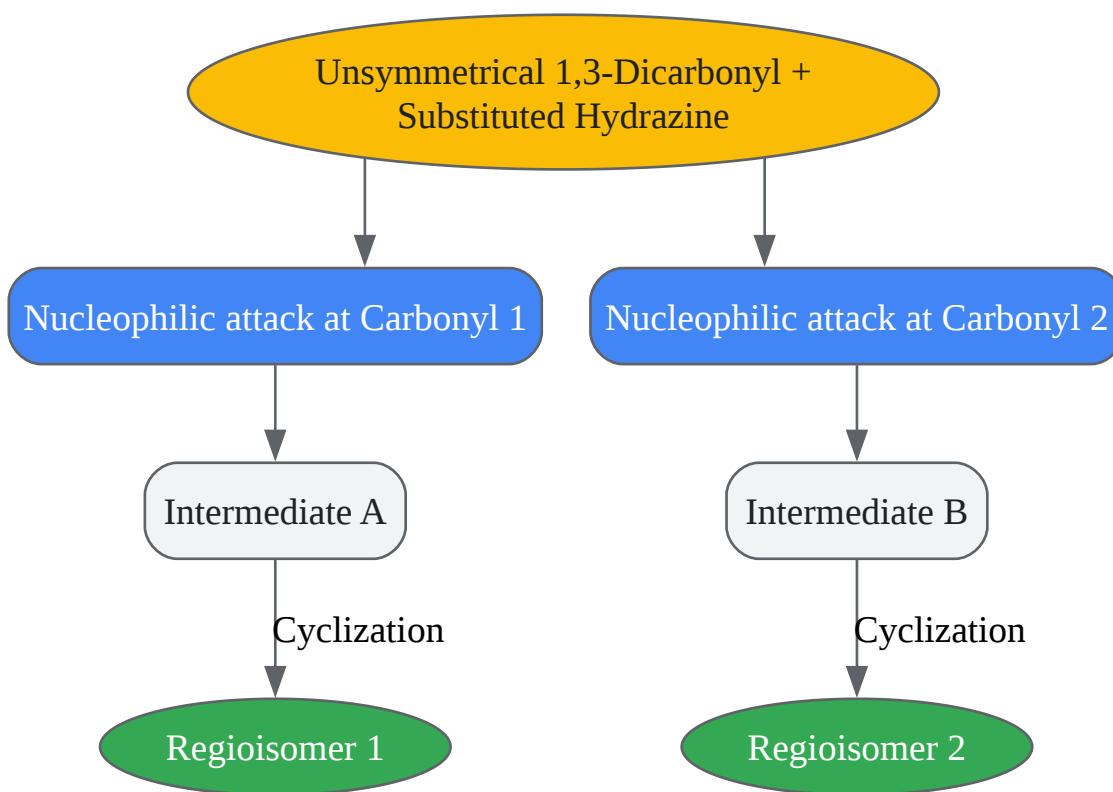 Unsymmetrical 1,3-Dicarbonyl +
Substituted Hydrazine
Nucleophilic attack at Carbonyl 1
Nucleophilic attack at Carbonyl 2
Intermediate A
Intermediate B
Cyclization
Cyclization
Regioisomer 1
Regioisomer 2